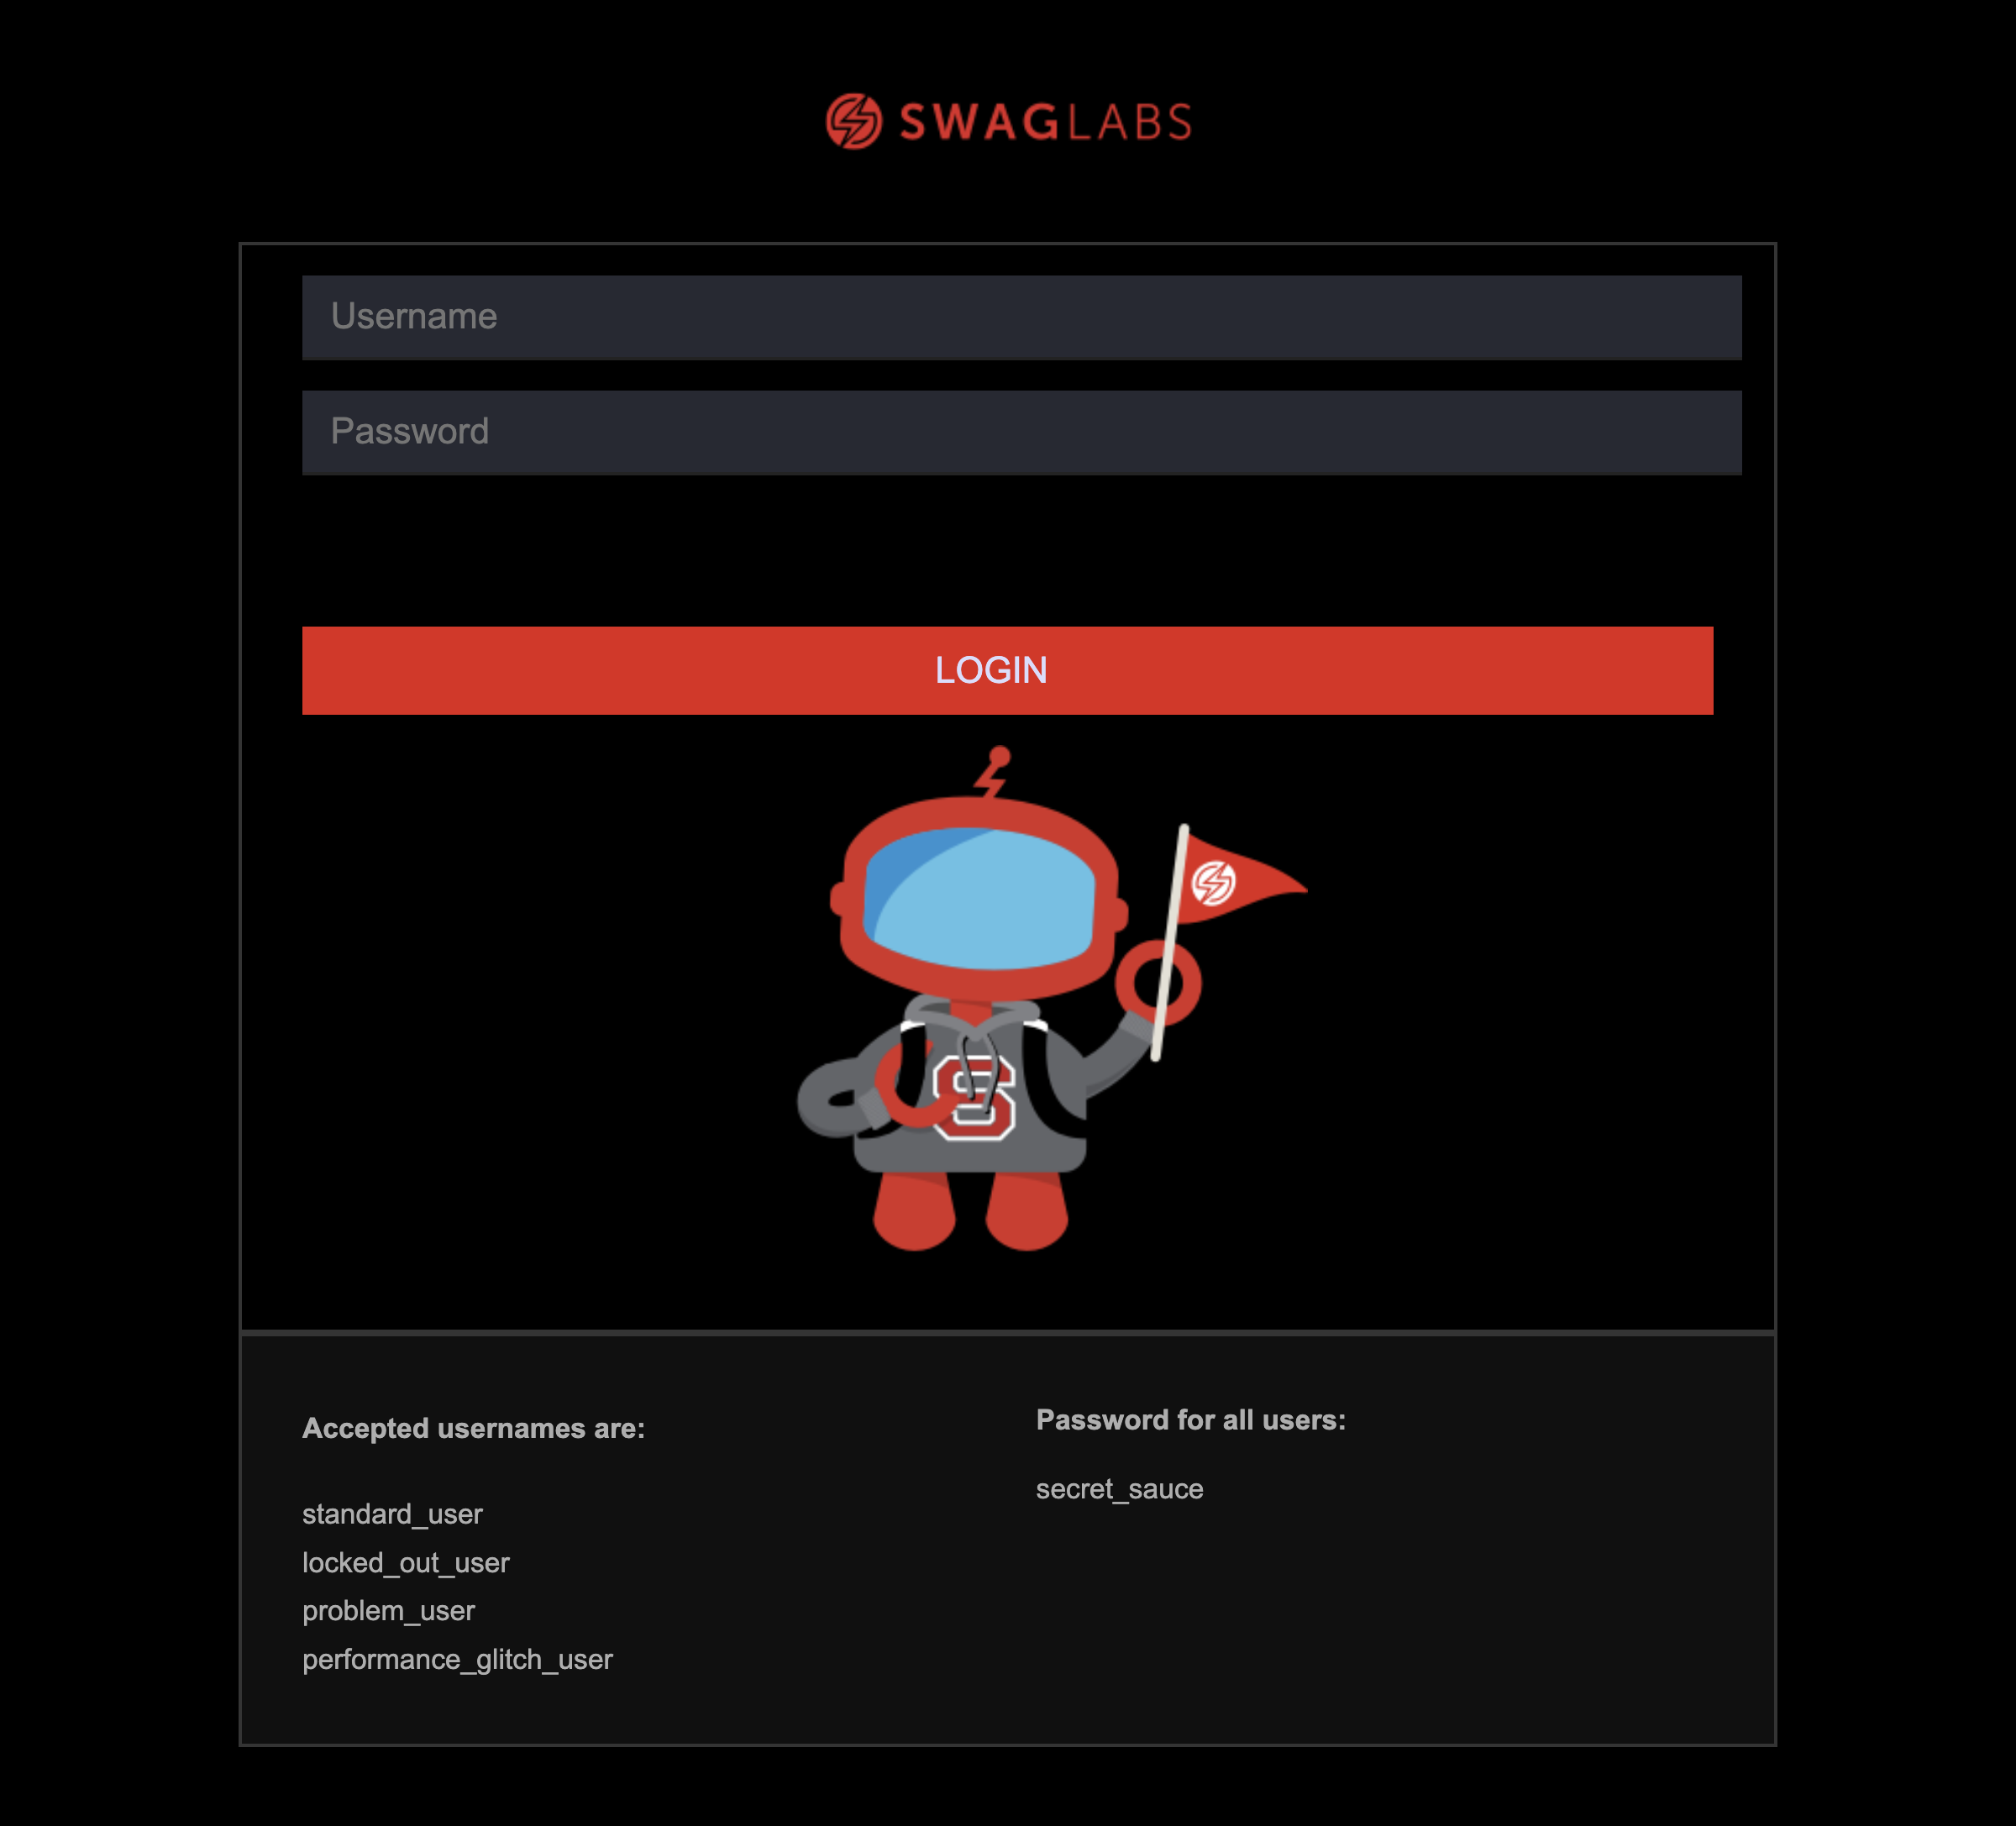 SWAGLABS
Username
Password
LOGIN
S
Accepted usernames are:
standard_user
locked_out_user
problem_user
performance_glitch_user
Password for all users:
secret_sauce